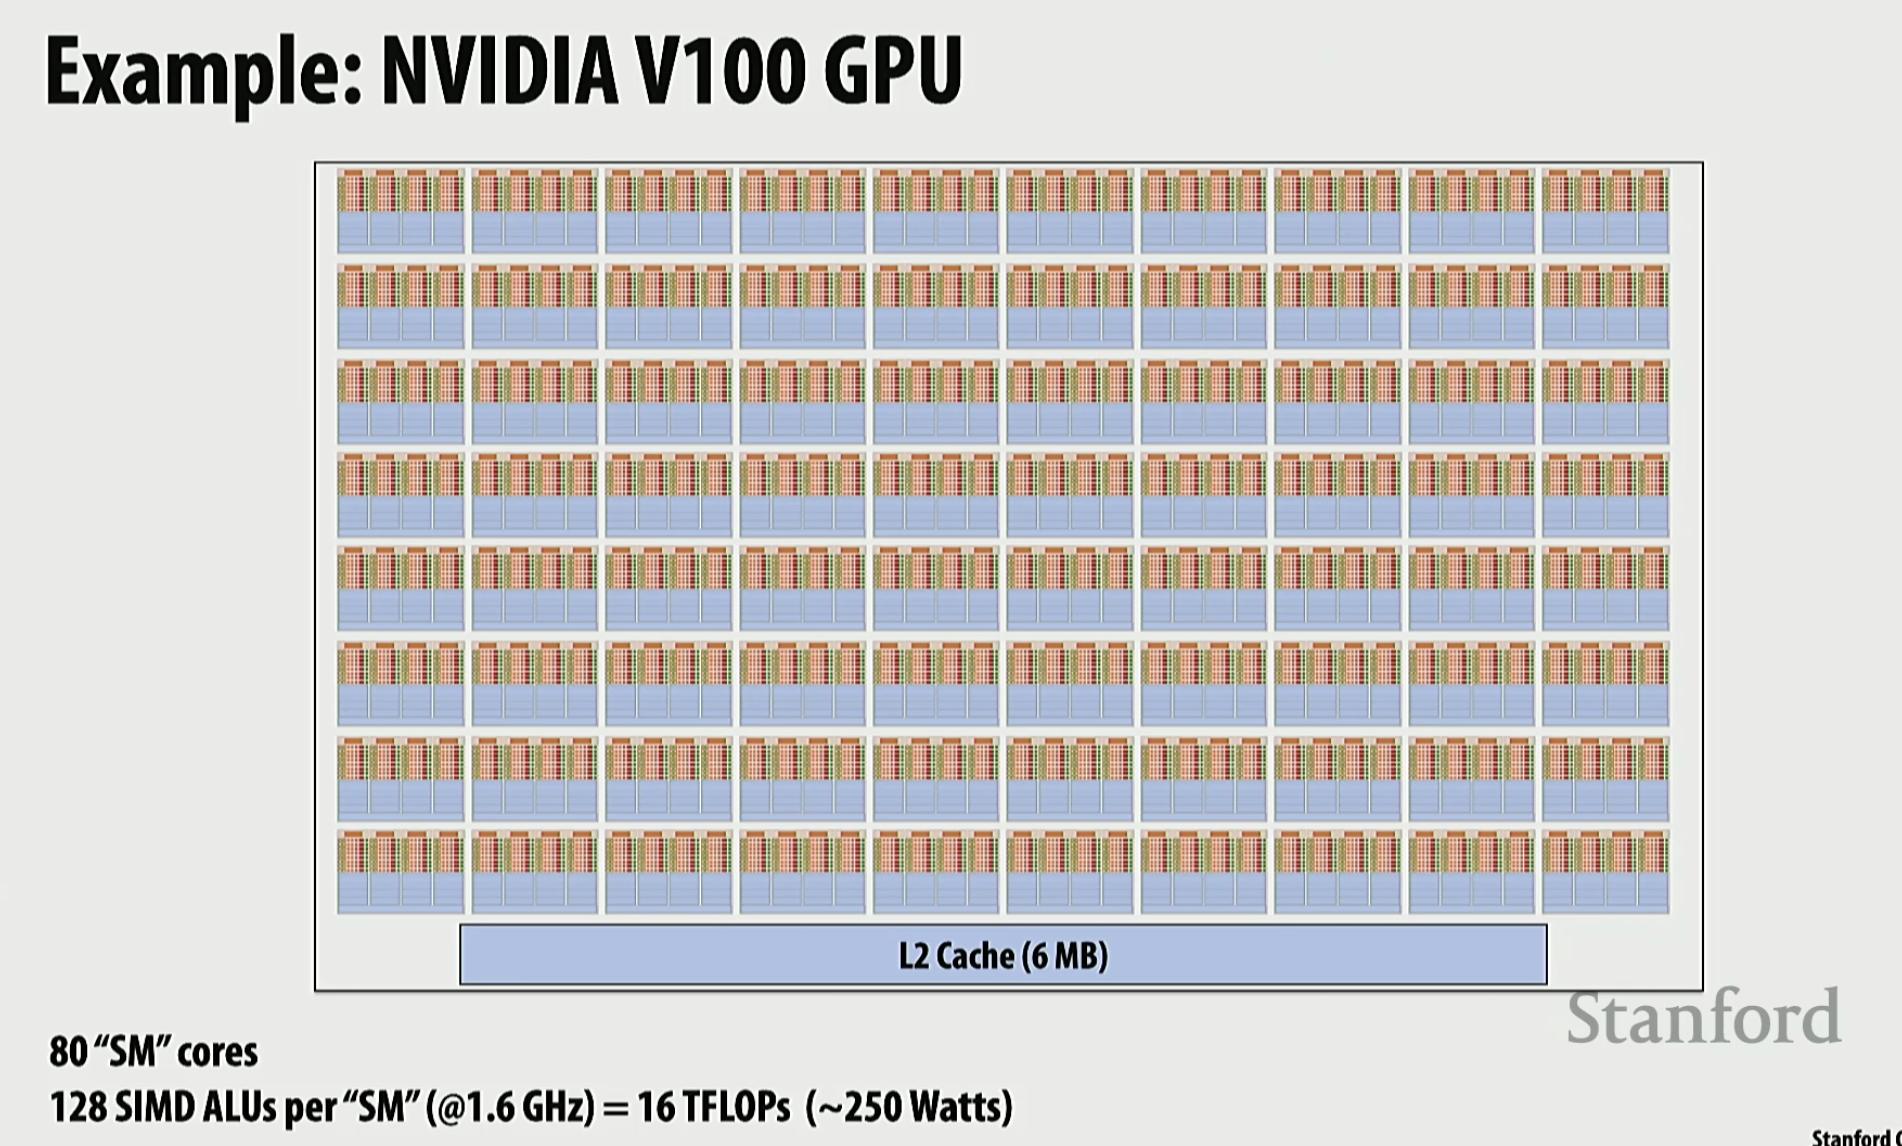 Example: NVIDIA V100 GPU
L2 Cache (6 MB)
Stanford
80 “SM” cores
128 SIMD ALUs per “SM” (@1.6 GHz) = 16 TFLOPs (~250 Watts)
Stanford